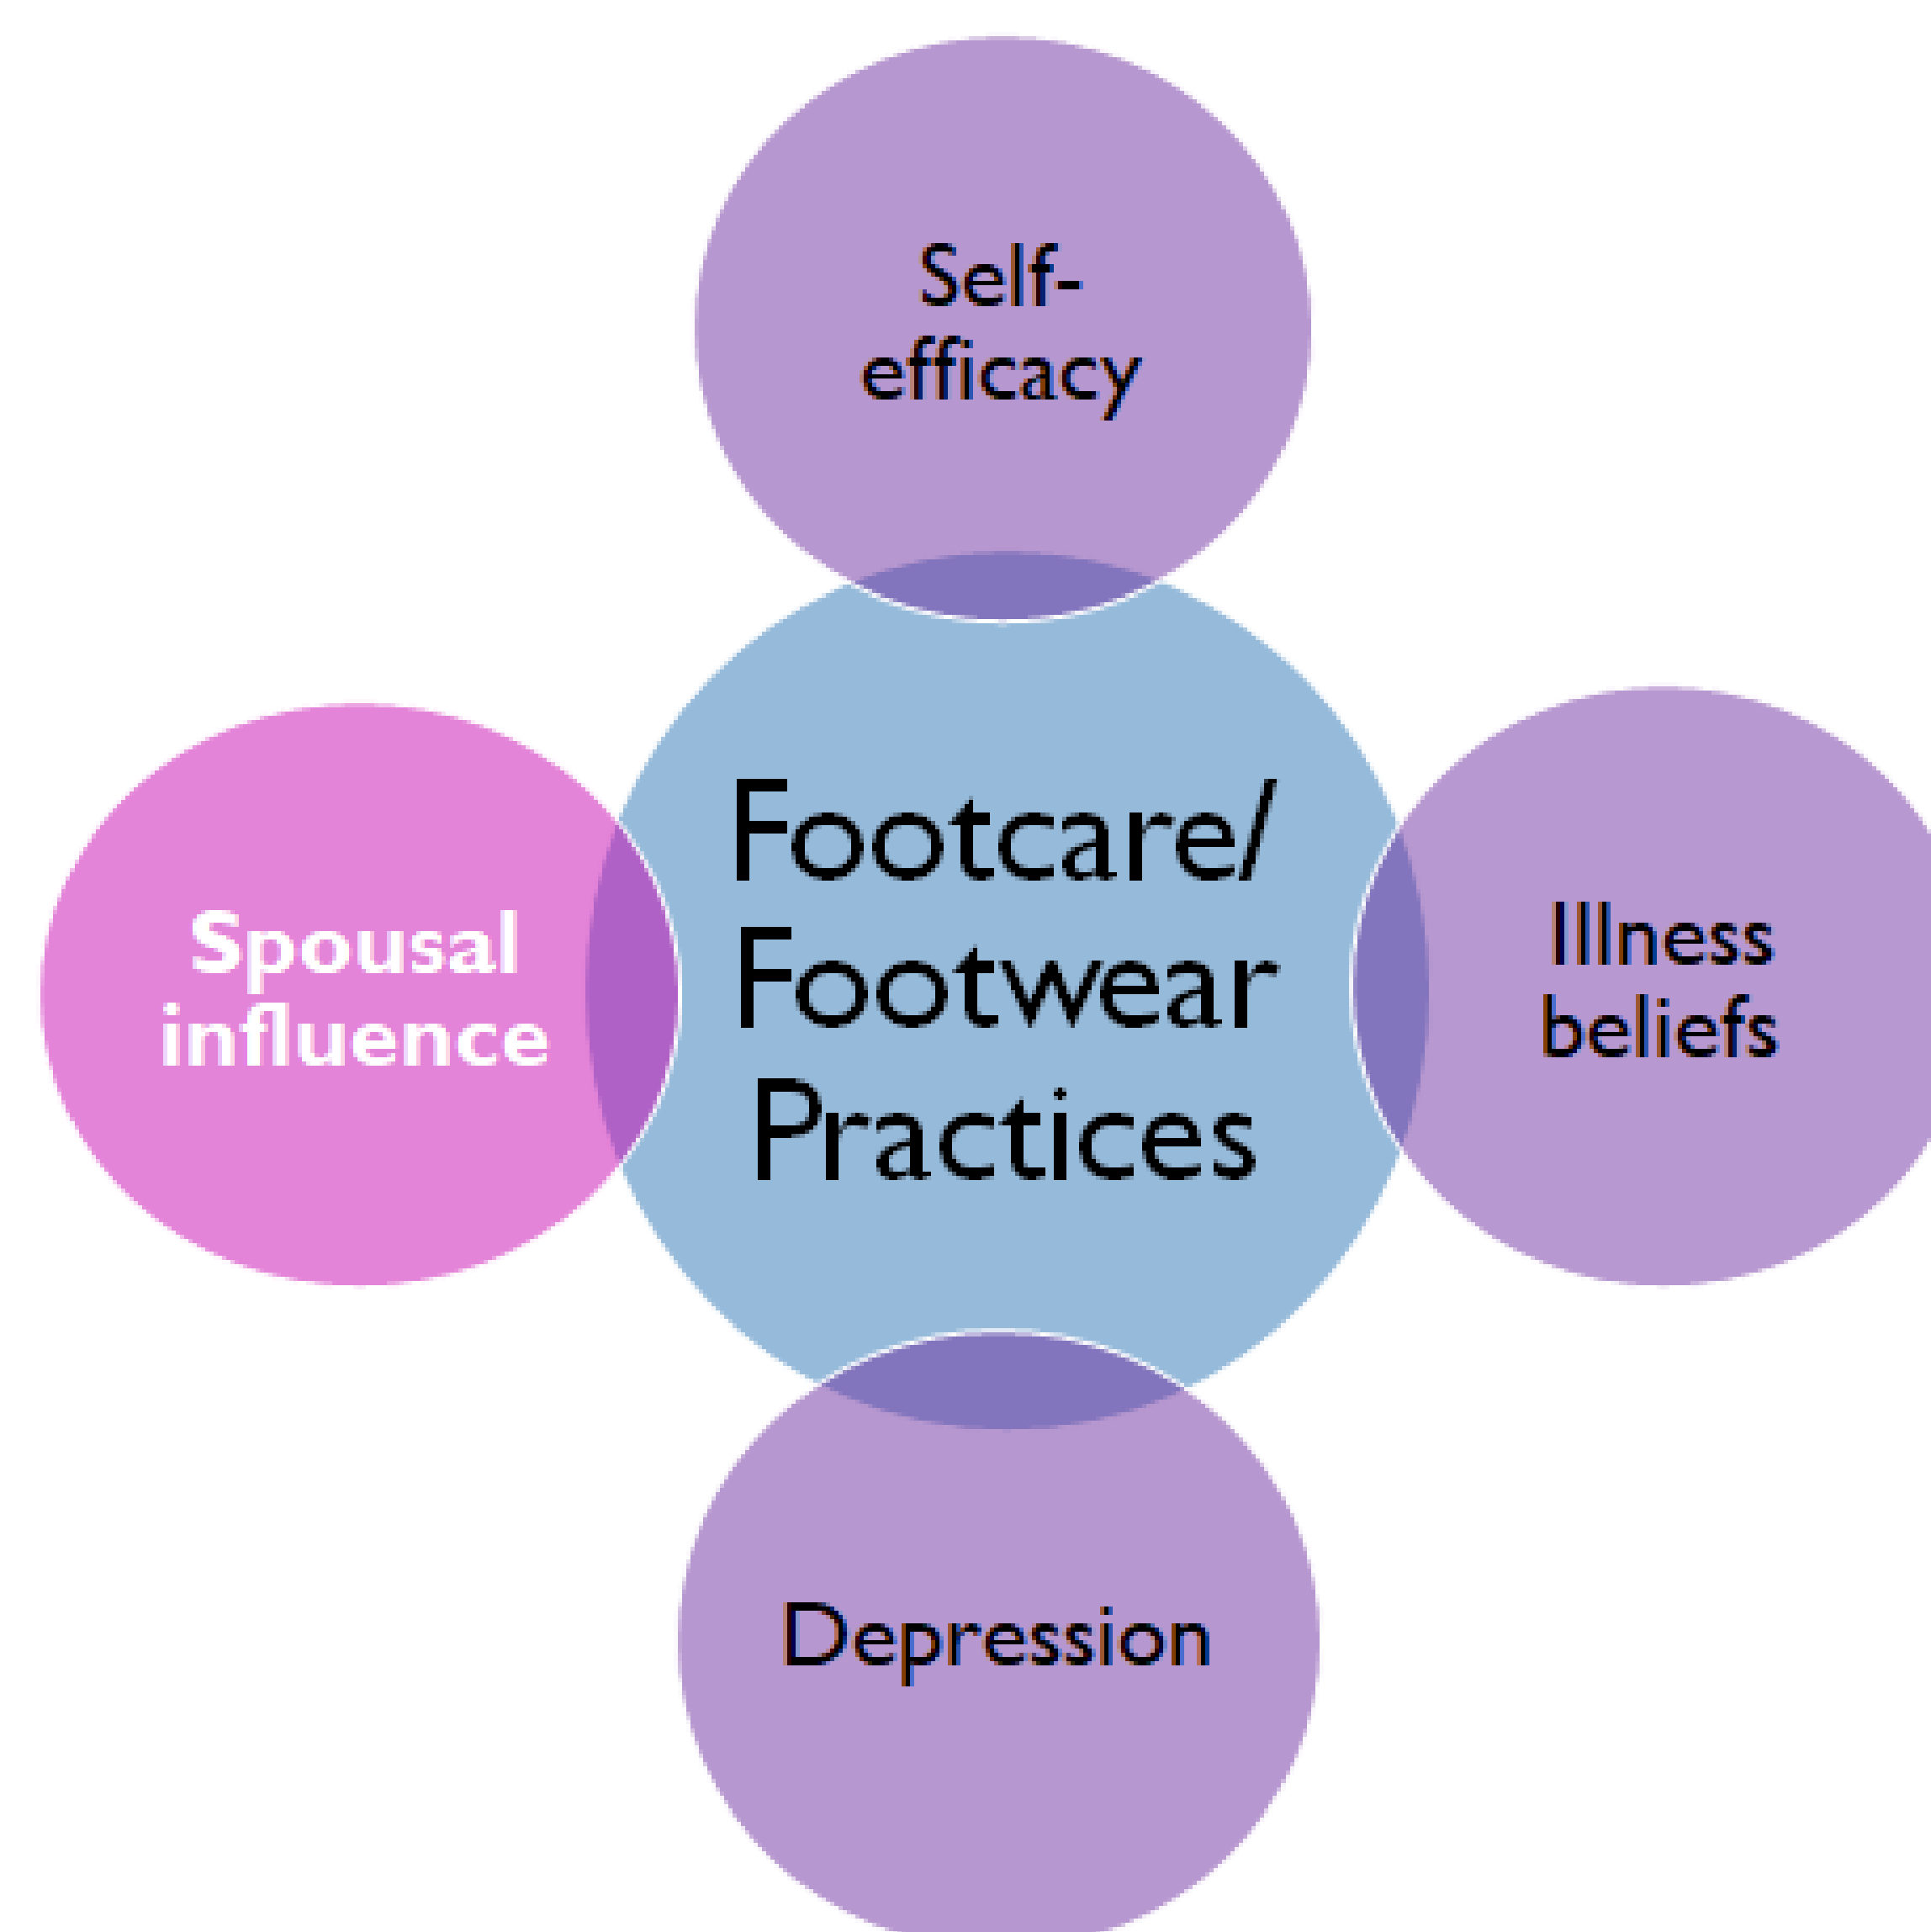 Self-
efficacy
Footcare/
Footwear
Practices
Spousal
influence
Illness
beliefs
Depression